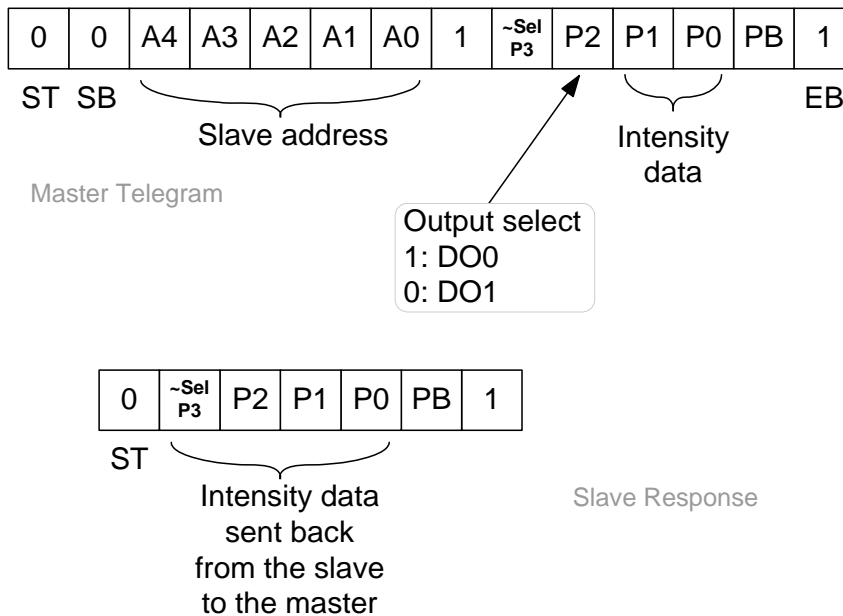 0 0 A4 A3 A2 A1 A0 1 ~Sel P3 P2 P1 P0 PB 1
ST SB EB
Slave address
Intensity
data
Master Telegram
Output select
1: DO0
0: DO1
0 ~Sel P3 P2 P1 P0 PB 1
ST
Intensity data
sent back
from the slave
to the master
Slave Response